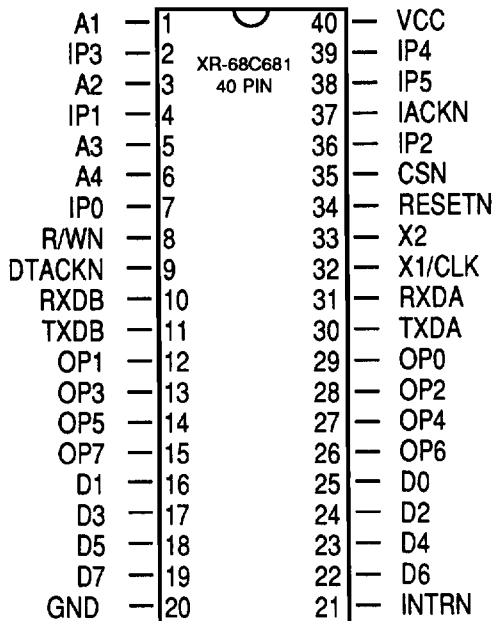 A1 1 40 VCC
IP3 2 XR-68C681 39 IP4
A2 3 40 PIN 38 IP5
IP1 4 37 IACKN
A3 5 36 IP2
A4 6 35 CSN
IP0 7 34 RESETN
R/WN 8 33 X2
DTACKN 9 32 X1/CLK
RXDB 10 31 RXDA
TXDB 11 30 TXDA
OP1 12 29 OP0
OP3 13 28 OP2
OP5 14 27 OP4
OP7 15 26 OP6
D1 16 25 D0
D3 17 24 D2
D5 18 23 D4
D7 19 22 D6
GND 20 21 INTRN